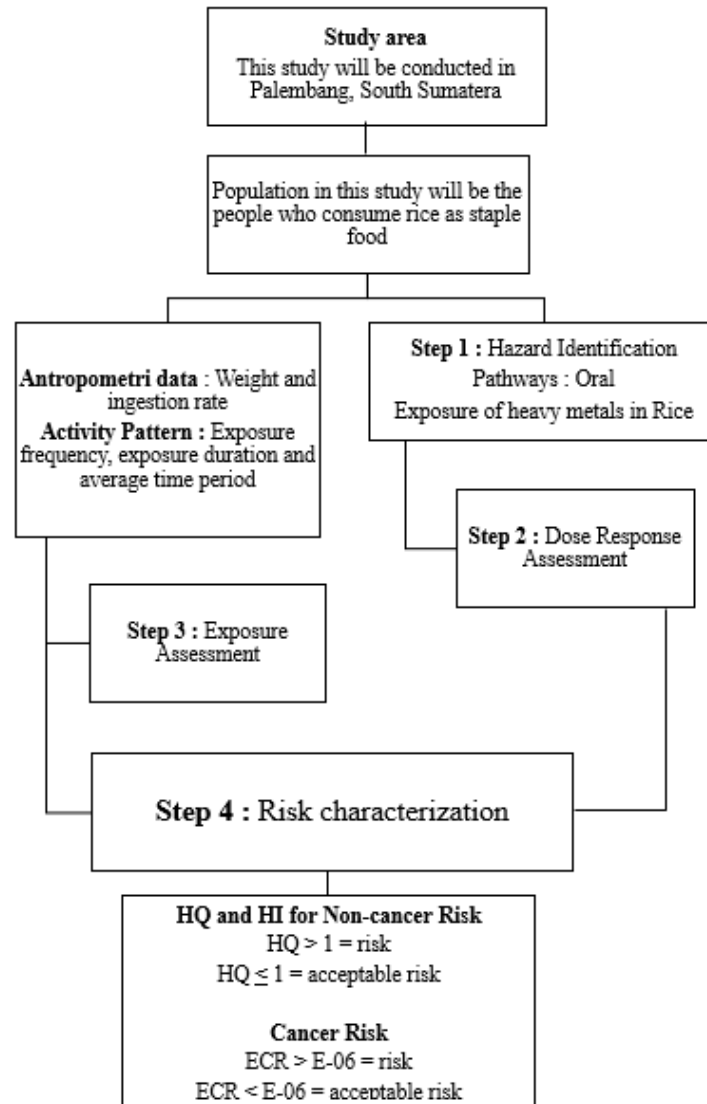 Study area
This study will be conducted in
Palembang, South Sumatera
Population in this study will be the
people who consume rice as staple
food
Antropometri data : Weight and
ingestion rate
Activity Pattern : Exposure
frequency, exposure duration and
average time period
Step 1 : Hazard Identification
Pathways : Oral
Exposure of heavy metals in Rice
Step 2 : Dose Response
Assessment
Step 3 : Exposure
Assessment
Step 4 : Risk characterization
HQ and HI for Non-cancer Risk
HQ > 1 = risk
HQ ≤ 1 = acceptable risk
Cancer Risk
ECR > E-06 = risk
ECR < E-06 = acceptable risk